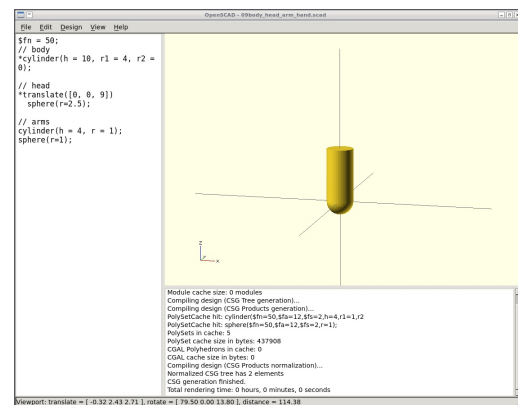 OpenSCAD - 09body_head_arm_hand.scad
File Edit Design View Help
$fn = 50;
// body
*cylinder(h = 10, r1 = 4, r2 =
0);
// head
*translate([0, 0, 9])
sphere(r=2.5);
// arms
cylinder(h = 4, r = 1);
sphere(r=1);
z
x
Module cache size: 0 modules
Compiling design (CSG Tree generation)...
Compiling design (CSG Products generation)...
PolySetCache hit: cylinder($fn=50,$fa=12,$fs=2,h=4,r1=1,r2
PolySetCache hit: sphere($fn=50,$fa=12,$fs=2,r=1);
PolySets in cache: 5
PolySet cache size in bytes: 437908
CGAL Polyhedrons in cache: 0
CGAL cache size in bytes: 0
Compiling design (CSG Products normalization)...
Normalized CSG tree has 2 elements
CSG generation finished.
Total rendering time: 0 hours, 0 minutes, 0 seconds
Viewport: translate = [ -0.32 2.43 2.71 ], rotate = [ 79.50 0.00 13.80 ], distance = 114.38